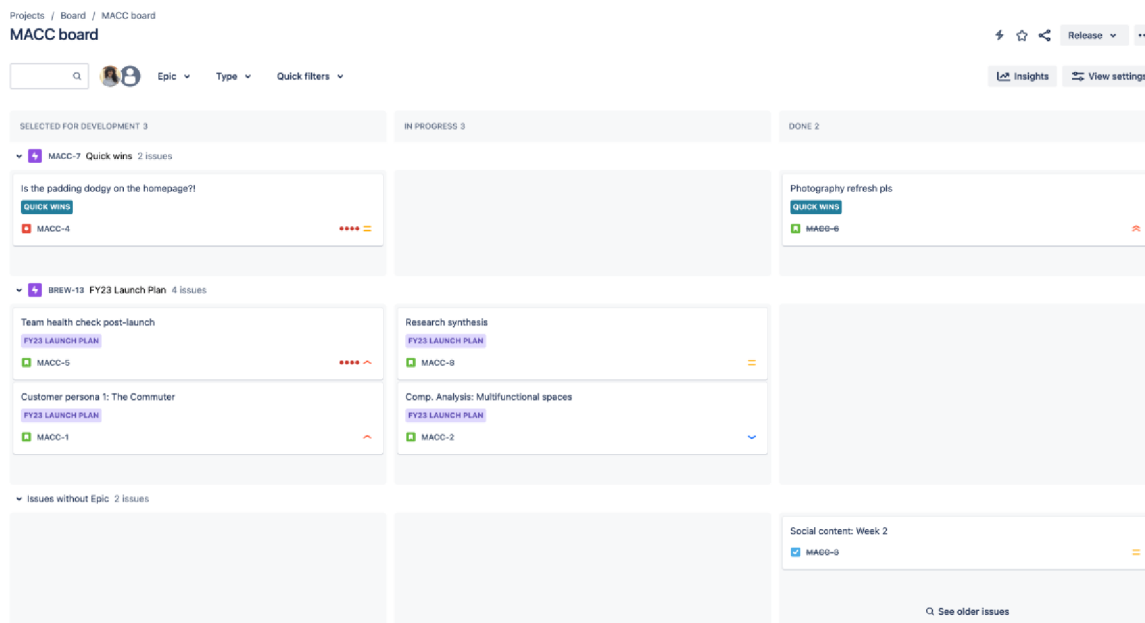 Projects / Board / MACC board
MACC board
Release
Epic
Type
Quick filters
Insights
View settings
SELECTED FOR DEVELOPMENT 3
IN PROGRESS 3
DONE 2
MACC-7 Quick wins 2 issues
Is the padding dodgy on the homepage?!
QUICK WINS
MACC-4
Photography refresh pls
QUICK WINS
MACC-6
BREW-13 FY23 Launch Plan 4 issues
Team health check post-launch
FY23 LAUNCH PLAN
MACC-5
Research synthesis
FY23 LAUNCH PLAN
MACC-8
Customer persona 1: The Commuter
FY23 LAUNCH PLAN
MACC-1
Comp. Analysis: Multifunctional spaces
FY23 LAUNCH PLAN
MACC-2
Issues without Epic 2 issues
Social content: Week 2
MACC-3
See older issues